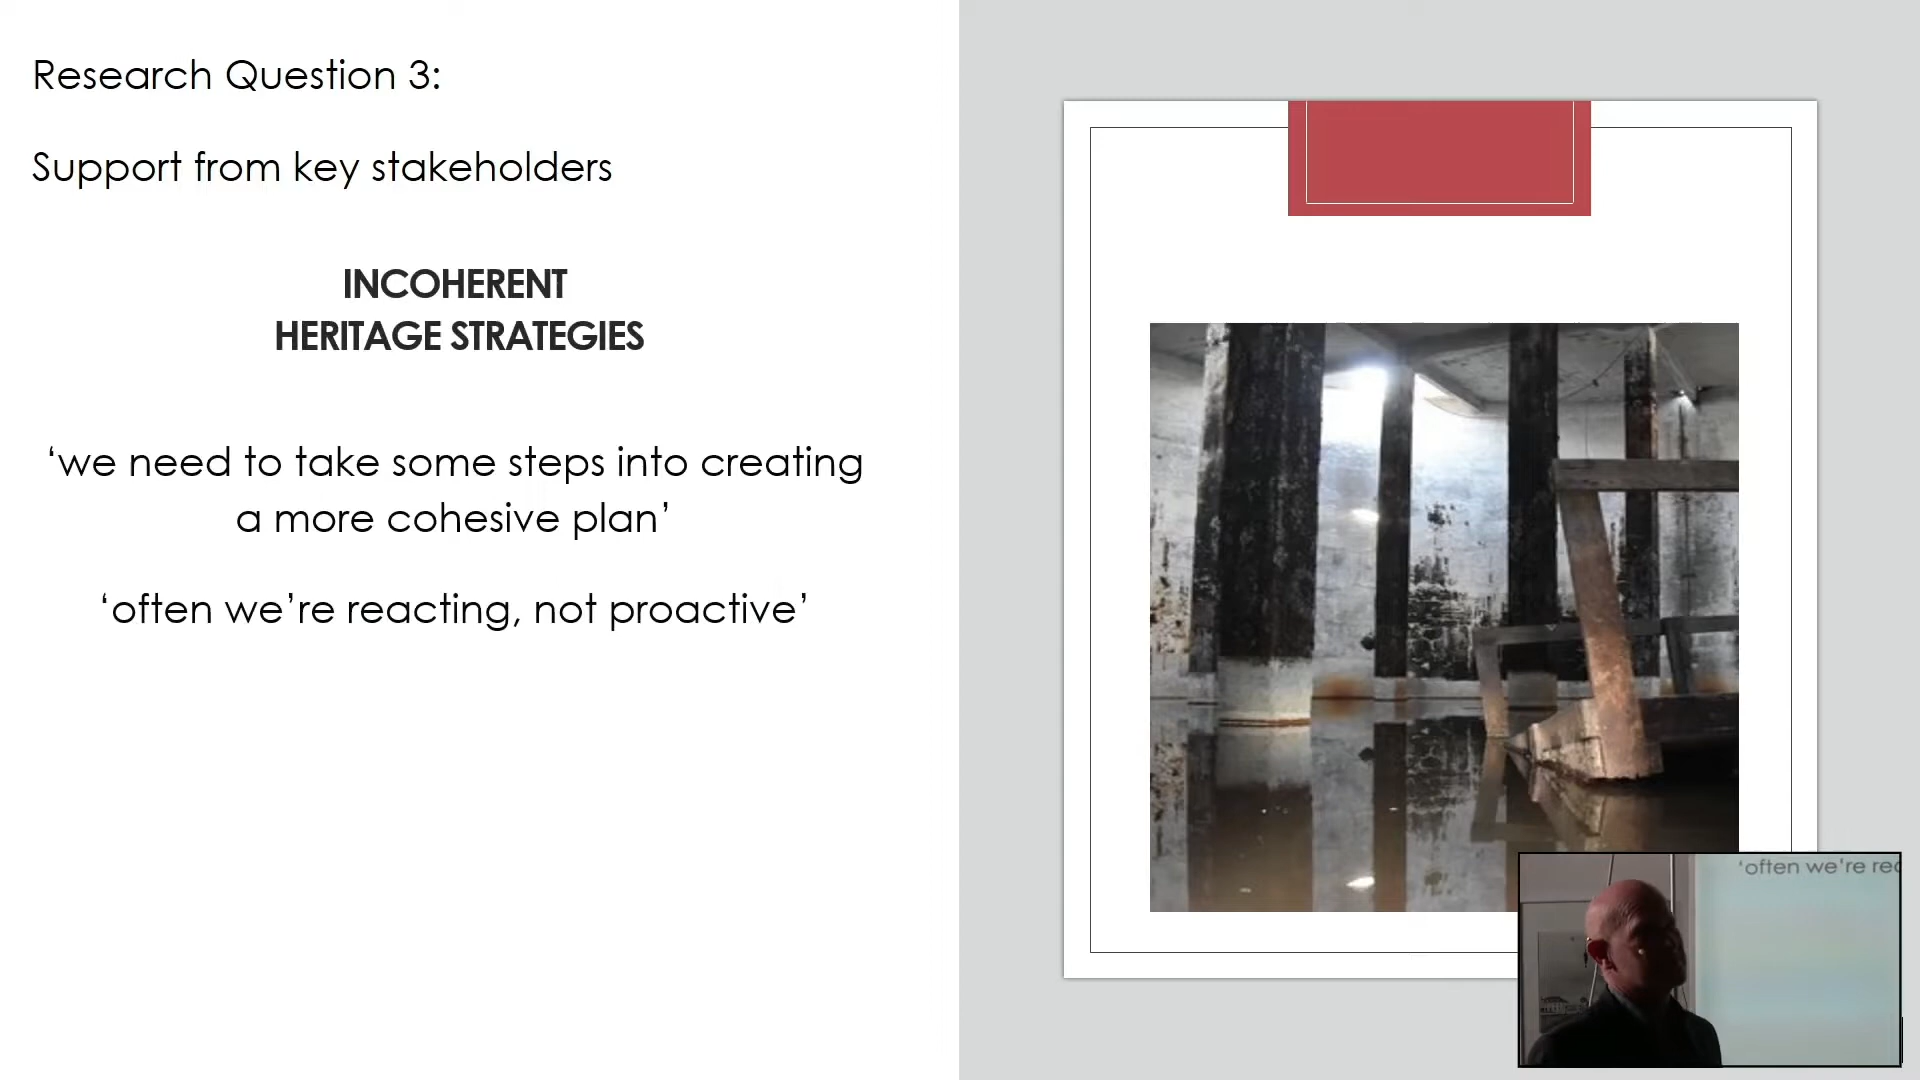 Research Question 3:
Support from key stakeholders
INCOHERENT
HERITAGE STRATEGIES
‘we need to take some steps into creating
a more cohesive plan’
‘often we’re reacting, not proactive’
‘often we’re rea